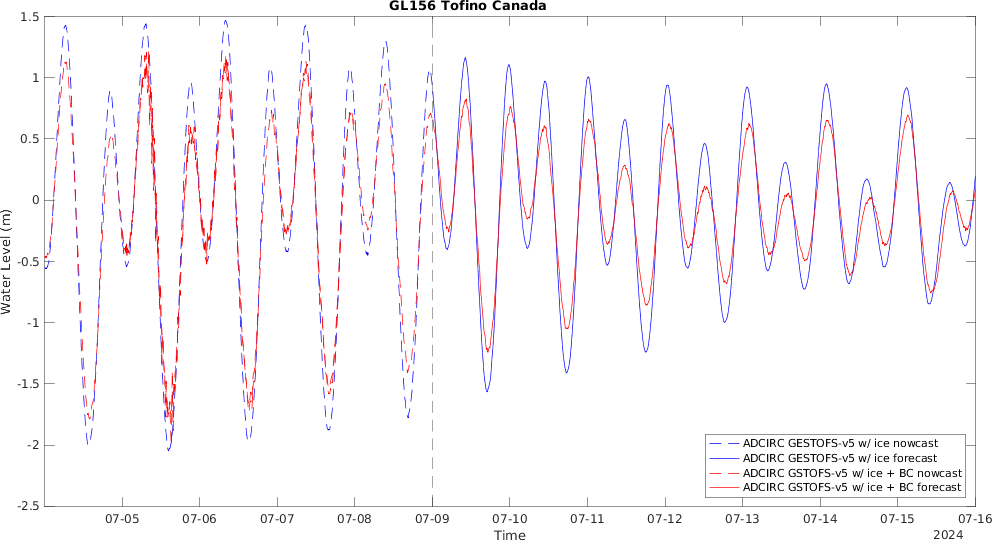 GL156 Tofino Canada
1.5
1
0.5
0
-0.5
-1
-1.5
-2
-2.5
Water Level (m)
ADCIRC GESTOFS-v5 w/ ice nowcast
ADCIRC GESTOFS-v5 w/ ice forecast
ADCIRC GSTOFS-v5 w/ ice + BC nowcast
ADCIRC GSTOFS-v5 w/ ice + BC forecast
07-05 07-06 07-07 07-08 07-09 07-10 07-11 07-12 07-13 07-14 07-15 07-16
Time
2024